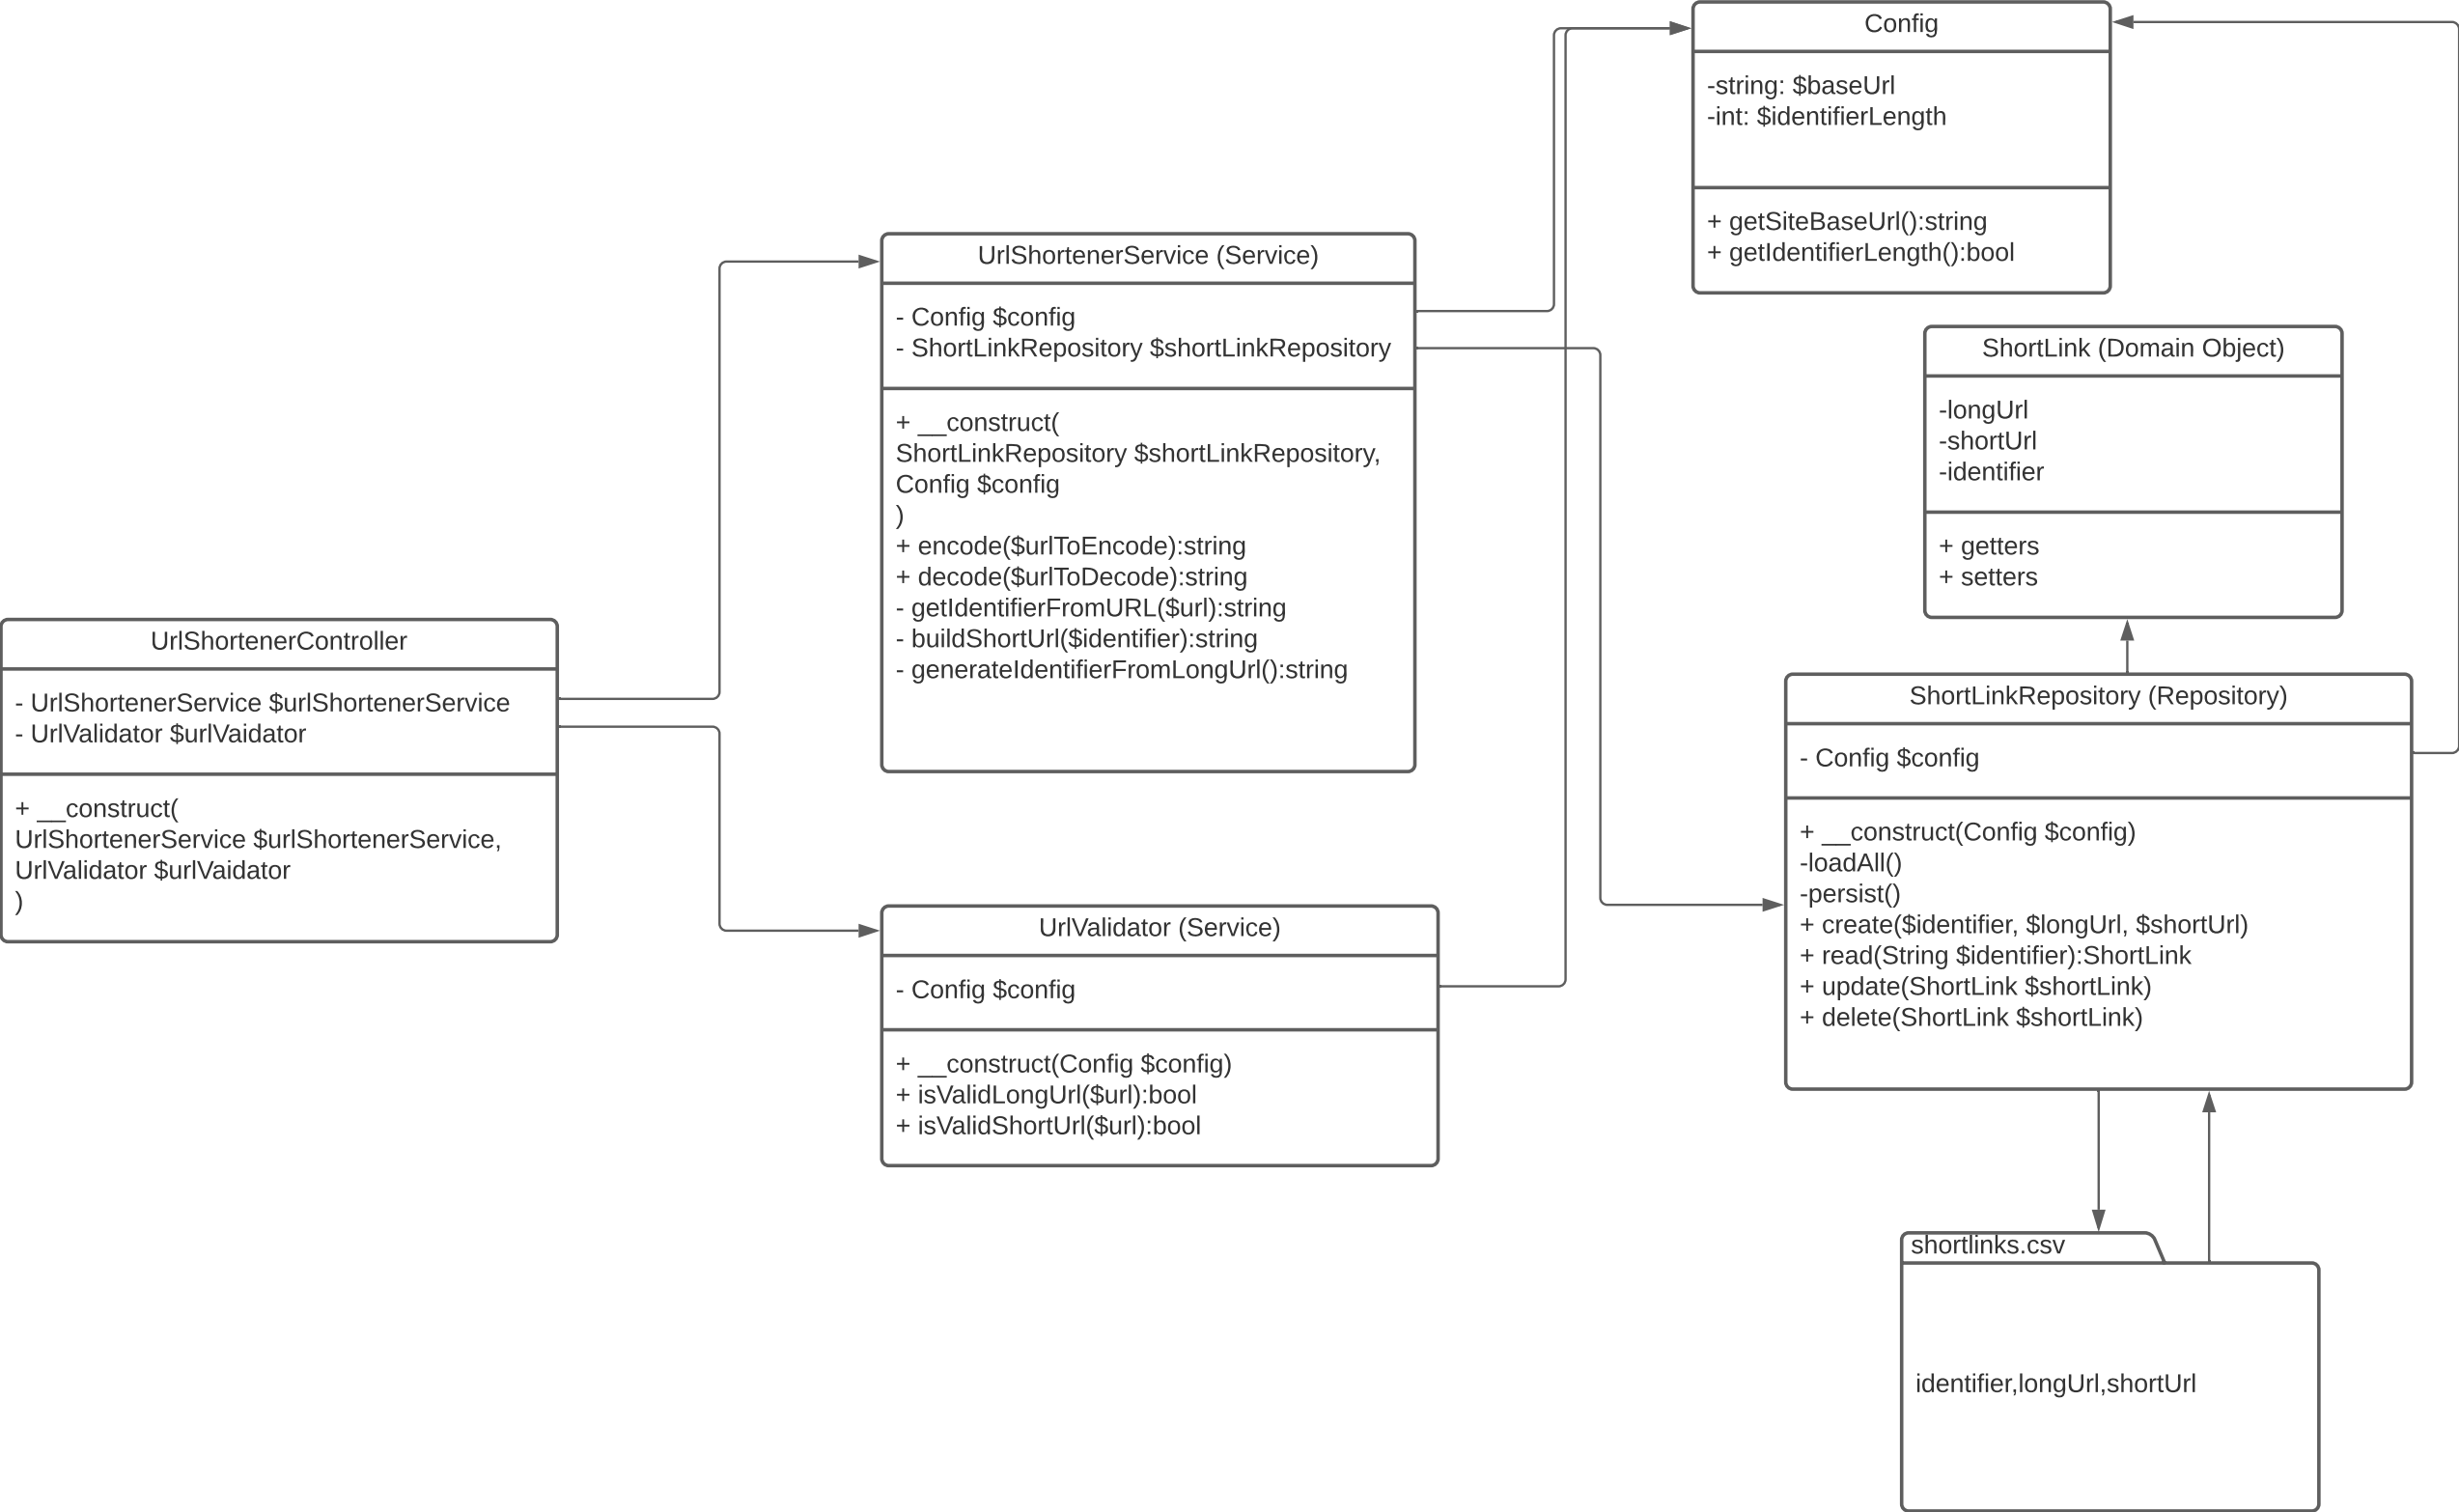 Config
-string: $baseUrl
-int: $identifierLength
+ getSiteBaseUrl():string
+ getIdentifierLength():bool
UrlShortenerService (Service)
- Config $config
- ShortLinkRepository $shortLinkRepository
+ __construct(
ShortLinkRepository $shortLinkRepository,
Config $config
)
+ encode($urlToEncode):string
+ decode($urlToDecode):string
- getIdentifierFromURL($url):string
- buildShortUrl($identifier):string
- generateIdentifierFromLongUrl():string
ShortLink (Domain Object)
-longUrl
-shortUrl
-identifier
+ getters
+ setters
UrlShortenerController
- UrlShortenerService $urlShortenerService
- UrlValidator $urlVaidator
+ __construct(
UrlShortenerService $urlShortenerService,
UrlValidator $urlVaidator
)
ShortLinkRepository (Repository)
- Config $config
+ __construct(Config $config)
-loadAll()
-persist()
+ create($identifier, $longUrl, $shortUrl)
+ read(String $identifier):ShortLink
+ update(ShortLink $shortLink)
+ delete(ShortLink $shortLink)
UrlValidator (Service)
- Config $config
+ __construct(Config $config)
+ isValidLongUrl($url):bool
+ isValidShortUrl($url):bool
shortlinks.csv
identifier,longUrl,shortUrl